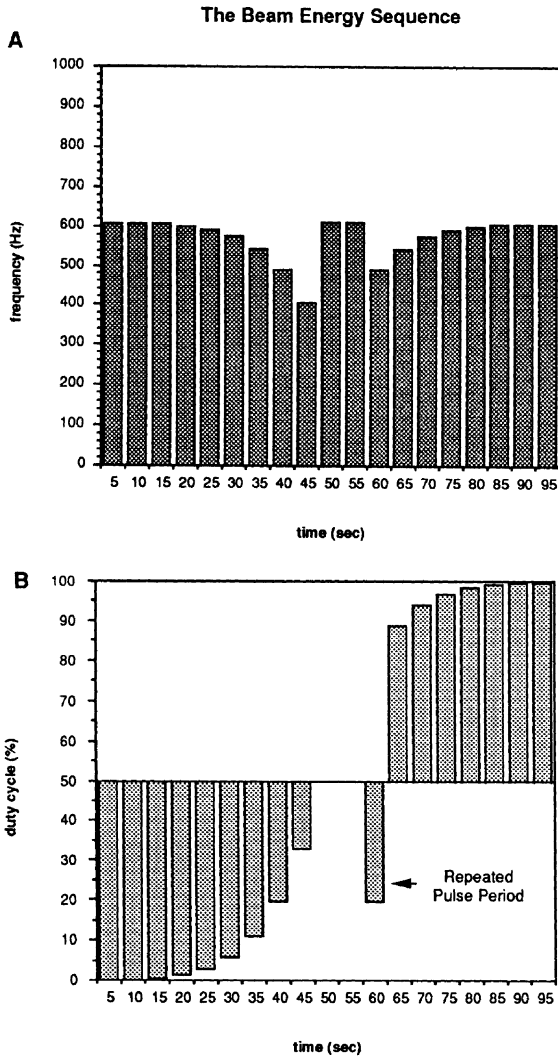 The Beam Energy Sequence
A
1000
900
800
700
600
500
400
300
200
100
0
frequency (Hz)
5 10 15 20 25 30 35 40 45 50 55 60 65 70 75 80 85 90 95
time (sec)
B
100
90
80
70
60
50
40
30
20
10
0
duty cycle (%)
Repeated
Pulse Period
5 10 15 20 25 30 35 40 45 50 55 60 65 70 75 80 85 90 95
time (sec)